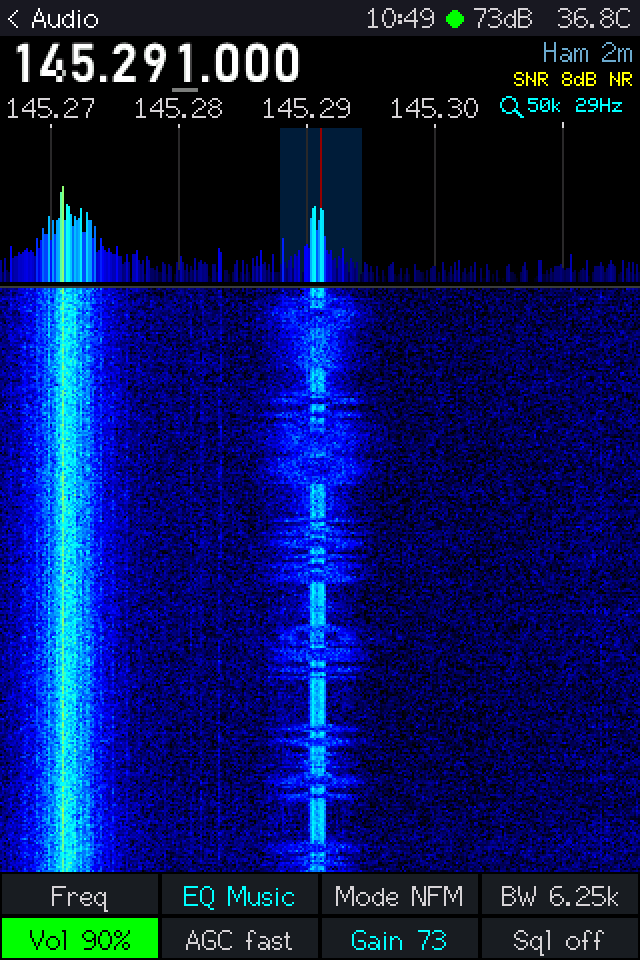 < Audio 10:49 73dB 36.8C
145.291.000 Ham 2m
SNR 8dB NR
145.27 145.28 145.29 145.30 50k 29Hz
Freq EQ Music Mode NFM BW 6.25k
Vol 90% AGC fast Gain 73 Sql off